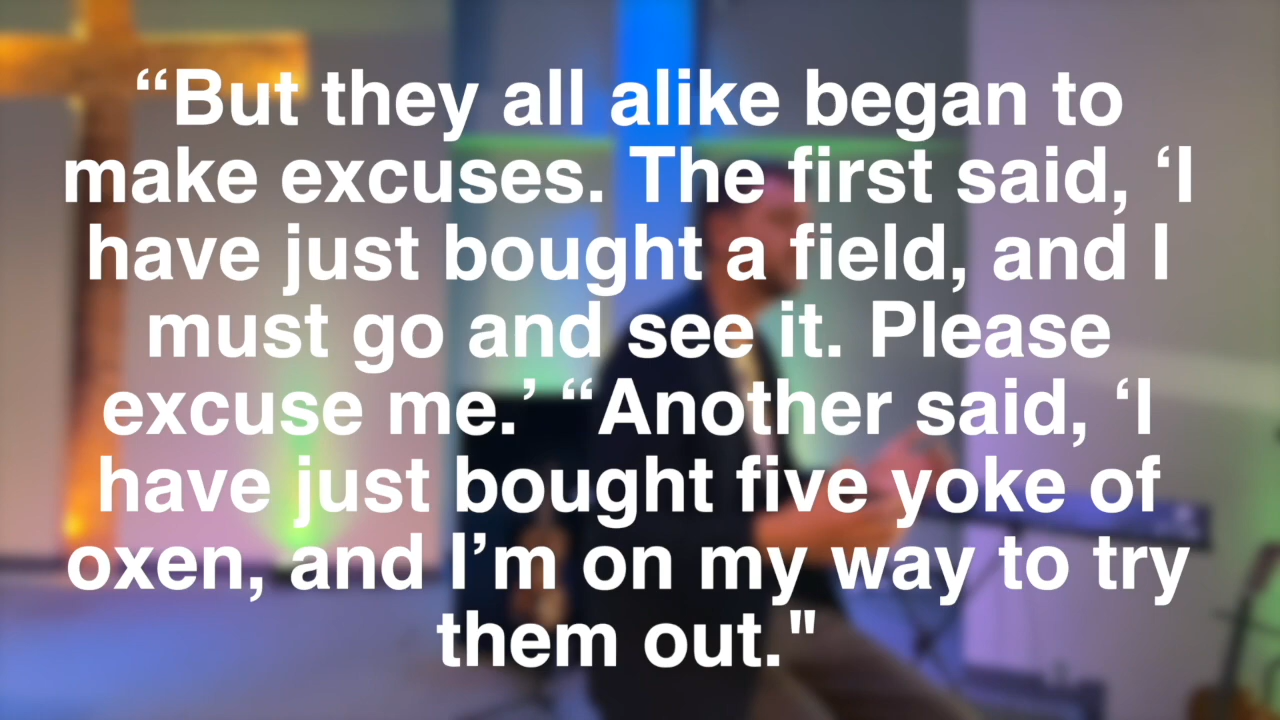 “But they all alike began to
make excuses. The first said, ‘I
have just bought a field, and I
must go and see it. Please
excuse me.’ “Another said, ‘I
have just bought five yoke of
oxen, and I’m on my way to try
them out."